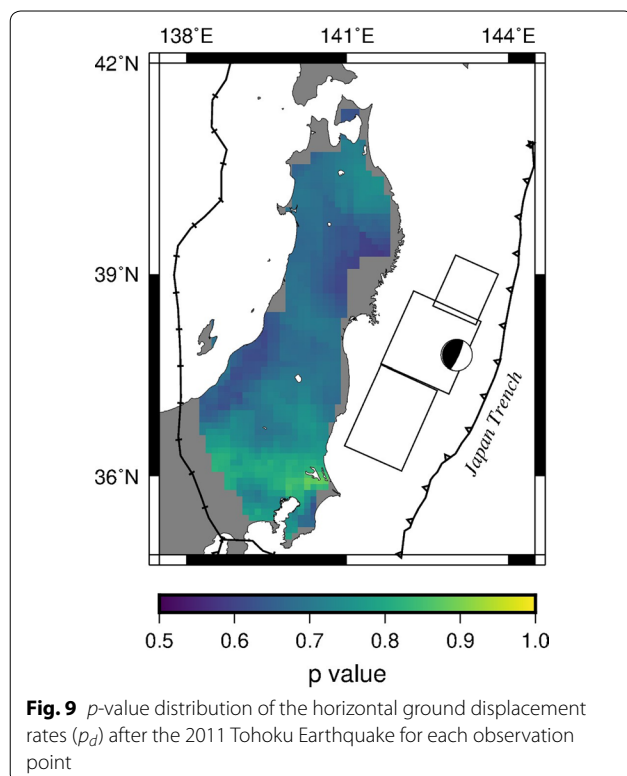 138˚E 141˚E 144˚E
42˚N
39˚N
36˚N
Japan Trench
0.5 0.6 0.7 0.8 0.9 1.0
p value
Fig. 9 p-value distribution of the horizontal ground displacement
rates (pd) after the 2011 Tohoku Earthquake for each observation
point